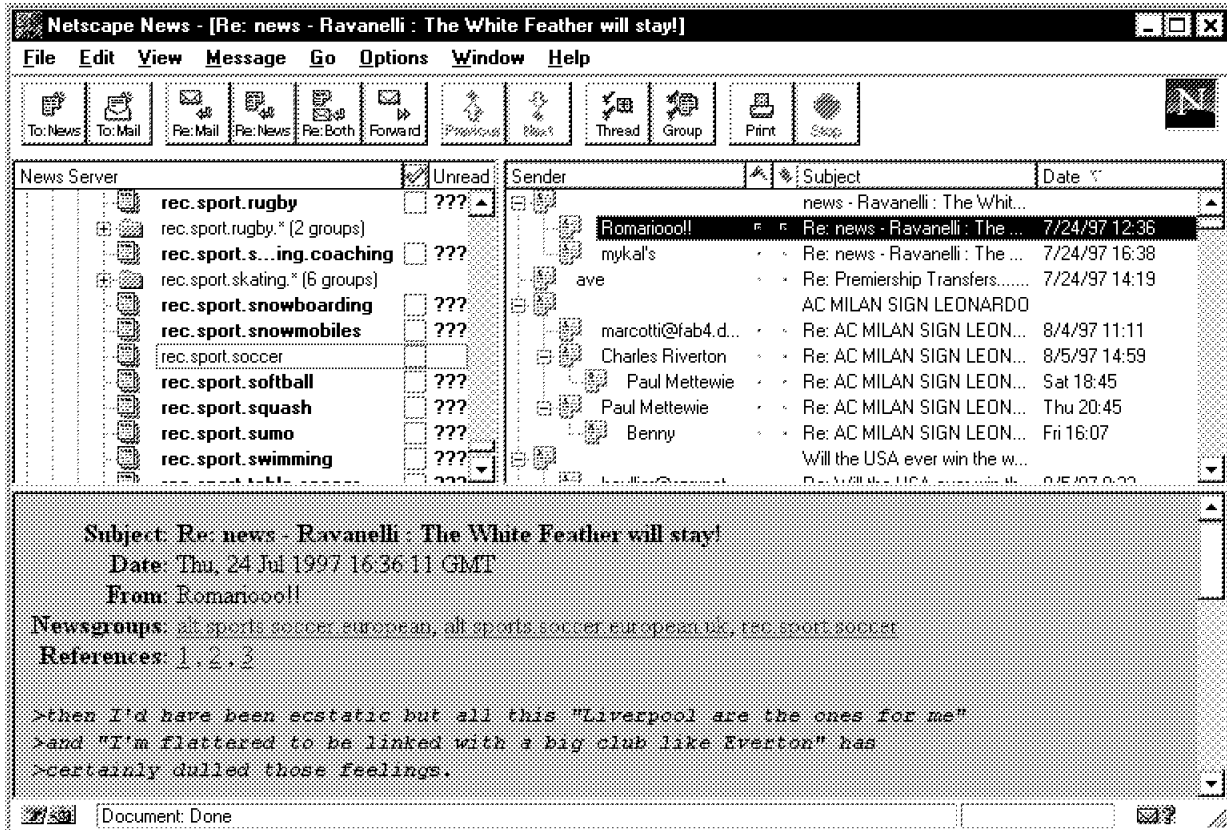 Netscape News - [Re: news - Ravanelli : The White Feather will stay!]
File Edit View Message Go Options Window Help
To:News To:Mail Re:Mail Re:News Re:Both Forward Previous Next Thread Group Print Stop
N
News Server Unread
rec.sport.rugby ???
rec.sport.rugby.* (2 groups)
rec.sport.s...ing.coaching ???
rec.sport.skating.* (6 groups)
rec.sport.snowboarding ???
rec.sport.snowmobiles ???
rec.sport.soccer
rec.sport.softball ???
rec.sport.squash ???
rec.sport.sumo ???
rec.sport.swimming ???
Sender Subject Date
news - Ravanelli : The Whit...
Romariooo!! Re: news - Ravanelli : The ... 7/24/97 12:36
mykal's Re: news - Ravanelli : The ... 7/24/97 16:38
ave Re: Premiership Transfers....... 7/24/97 14:19
AC MILAN SIGN LEONARDO
marcotti@fab4.d... Re: AC MILAN SIGN LEON... 8/4/97 11:11
Charles Riverton Re: AC MILAN SIGN LEON... 8/5/97 14:59
Paul Mettewie Re: AC MILAN SIGN LEON... Sat 18:45
Paul Mettewie Re: AC MILAN SIGN LEON... Thu 20:45
Benny Re: AC MILAN SIGN LEON... Fri 16:07
Will the USA ever win the w...
Subject: Re: news - Ravanelli : The White Feather will stay!
Date: Thu, 24 Jul 1997 16:36:11 GMT
From: Romariooo!!
Newsgroups: alt.sports.soccer.european, alt.sports.soccer.european.uk, rec.sport.soccer
References: 1 , 2 , 3
>then I'd have been ecstatic but all this "Liverpool are the ones for me"
>and "I'm flattered to be linked with a big club like Everton" has
>certainly dulled those feelings.
Document: Done